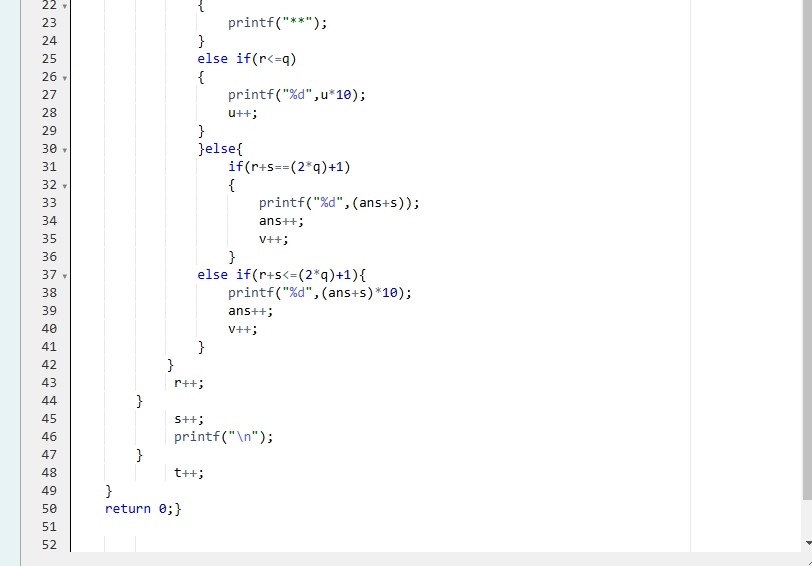 22 {
23 printf("**");
24 }
25 else if(r<=q)
26 {
27 printf("%d",u*10);
28 u++;
29 }
30 }else{
31 if(r+s==(2*q)+1)
32 {
33 printf("%d",(ans+s));
34 ans++;
35 v++;
36 }
37 else if(r+s<=(2*q)+1){
38 printf("%d",(ans+s)*10);
39 ans++;
40 v++;
41 }
42 }
43 r++;
44 }
45 s++;
46 printf("\n");
47 }
48 t++;
49 }
50 return 0;}
51
52